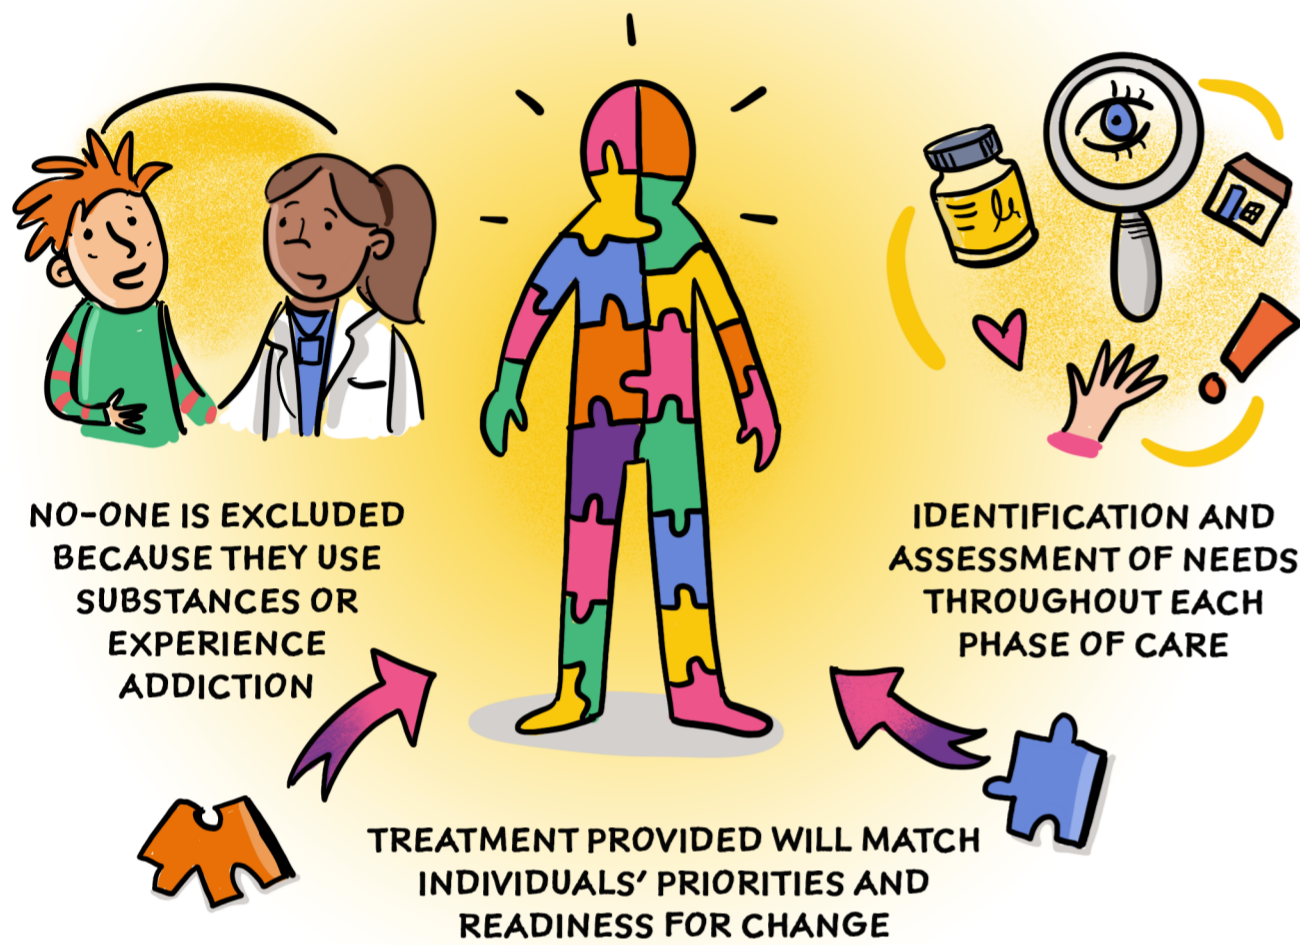 NO-ONE IS EXCLUDED
BECAUSE THEY USE
SUBSTANCES OR
EXPERIENCE
ADDICTION
IDENTIFICATION AND
ASSESSMENT OF NEEDS
THROUGHOUT EACH
PHASE OF CARE
TREATMENT PROVIDED WILL MATCH
INDIVIDUALS' PRIORITIES AND
READINESS FOR CHANGE